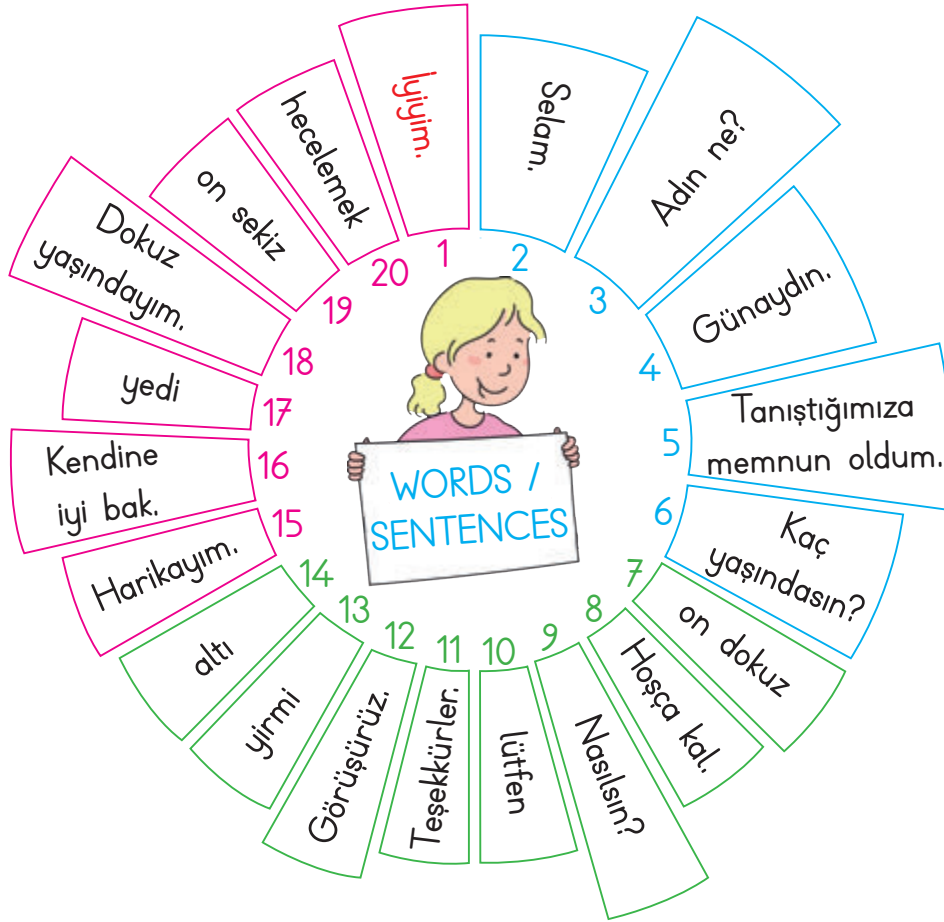 WORDS /
SENTENCES
1
İyiyim.
2
Selam.
3
Adın ne?
4
Günaydın.
5
Tanıştığımıza
memnun oldum.
6
Kaç
yaşındasın?
7
on dokuz
8
Hoşça kal.
9
Nasılsın?
10
lütfen
11
Teşekkürler.
12
Görüşürüz.
13
yirmi
14
altı
15
Harikayım.
16
Kendine
iyi bak.
17
yedi
18
Dokuz
yaşındayım.
19
on sekiz
20
hecelemek